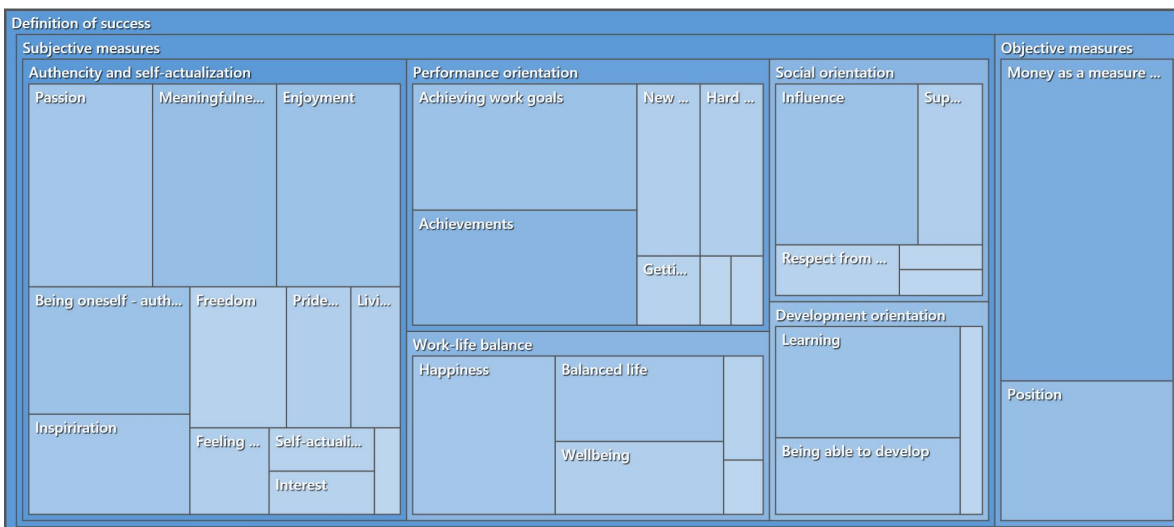 Definition of success
Subjective measures
Authencity and self-actualization
Passion
Meaningfulne...
Enjoyment
Being oneself - auth...
Freedom
Pride...
Livi...
Inspiriration
Feeling ...
Self-actuali...
Interest
Performance orientation
Achieving work goals
New ...
Hard ...
Achievements
Getti...
Work-life balance
Happiness
Balanced life
Wellbeing
Social orientation
Influence
Sup...
Respect from ...
Development orientation
Learning
Being able to develop
Objective measures
Money as a measure ...
Position